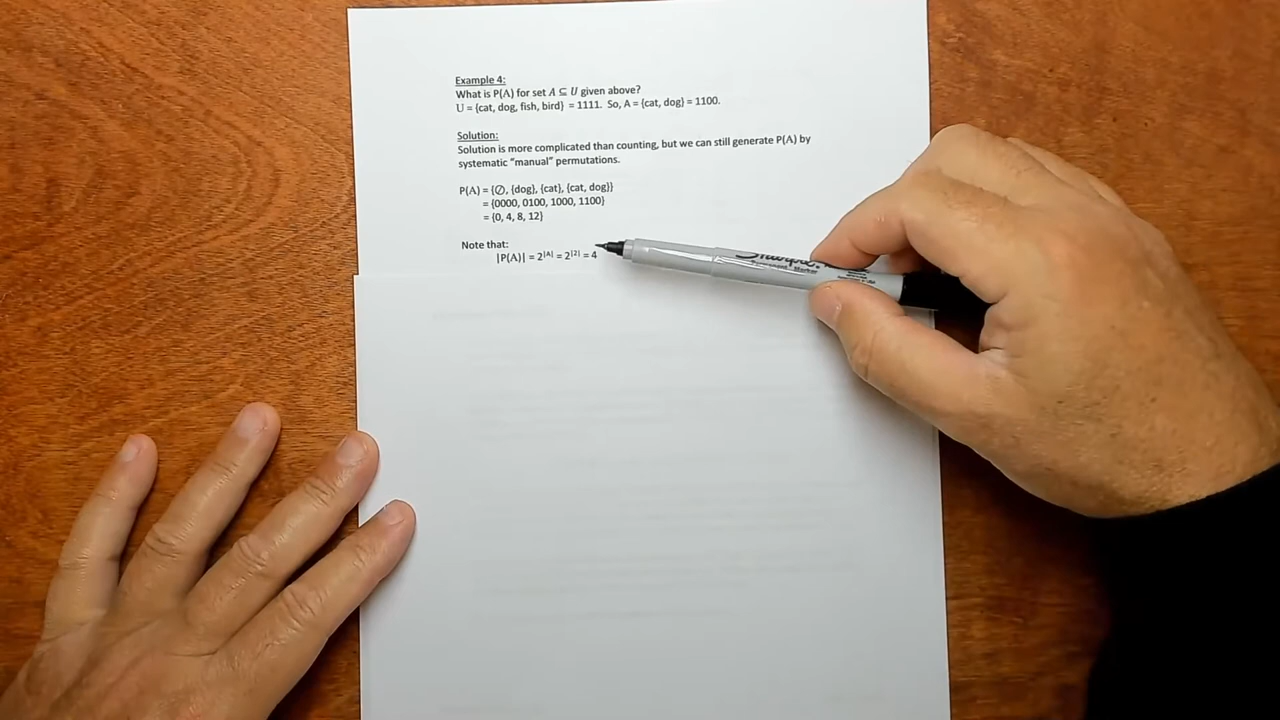 Example 4:
What is P(A) for set A ⊆ U given above?
U = {cat, dog, fish, bird} = 1111. So, A = {cat, dog} = 1100.
Solution:
Solution is more complicated than counting, but we can still generate P(A) by
systematic “manual” permutations.
P(A) = {∅, {dog}, {cat}, {cat, dog}}
= {0000, 0100, 1000, 1100}
= {0, 4, 8, 12}
Note that:
|P(A)| = 2^|A| = 2^|2| = 4
Sharpie